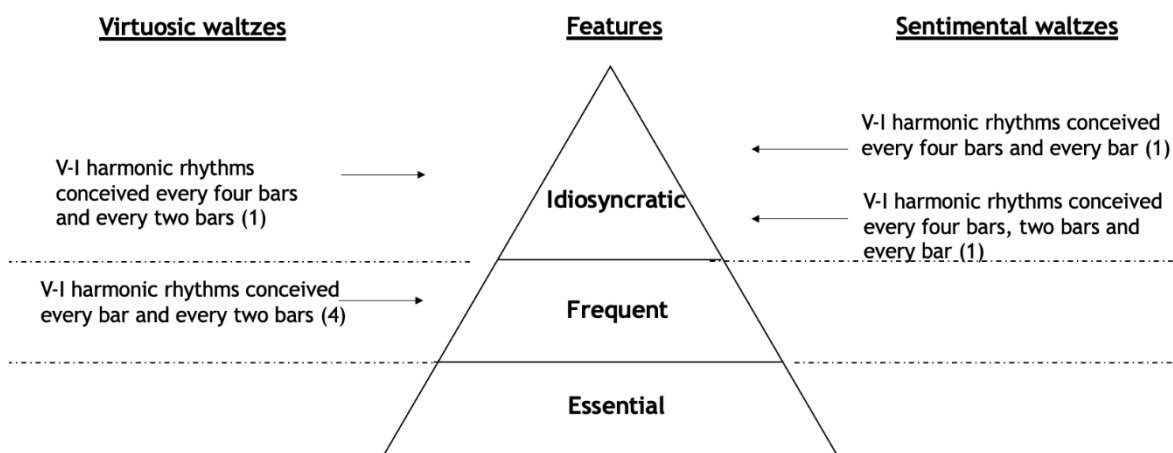 Virtuosic waltzes
Features
Sentimental waltzes
V-I harmonic rhythms
conceived every four bars
and every two bars (1)
V-I harmonic rhythms conceived
every bar and every two bars (4)
Idiosyncratic
Frequent
Essential
V-I harmonic rhythms conceived
every four bars and every bar (1)
V-I harmonic rhythms conceived
every four bars, two bars and
every bar (1)